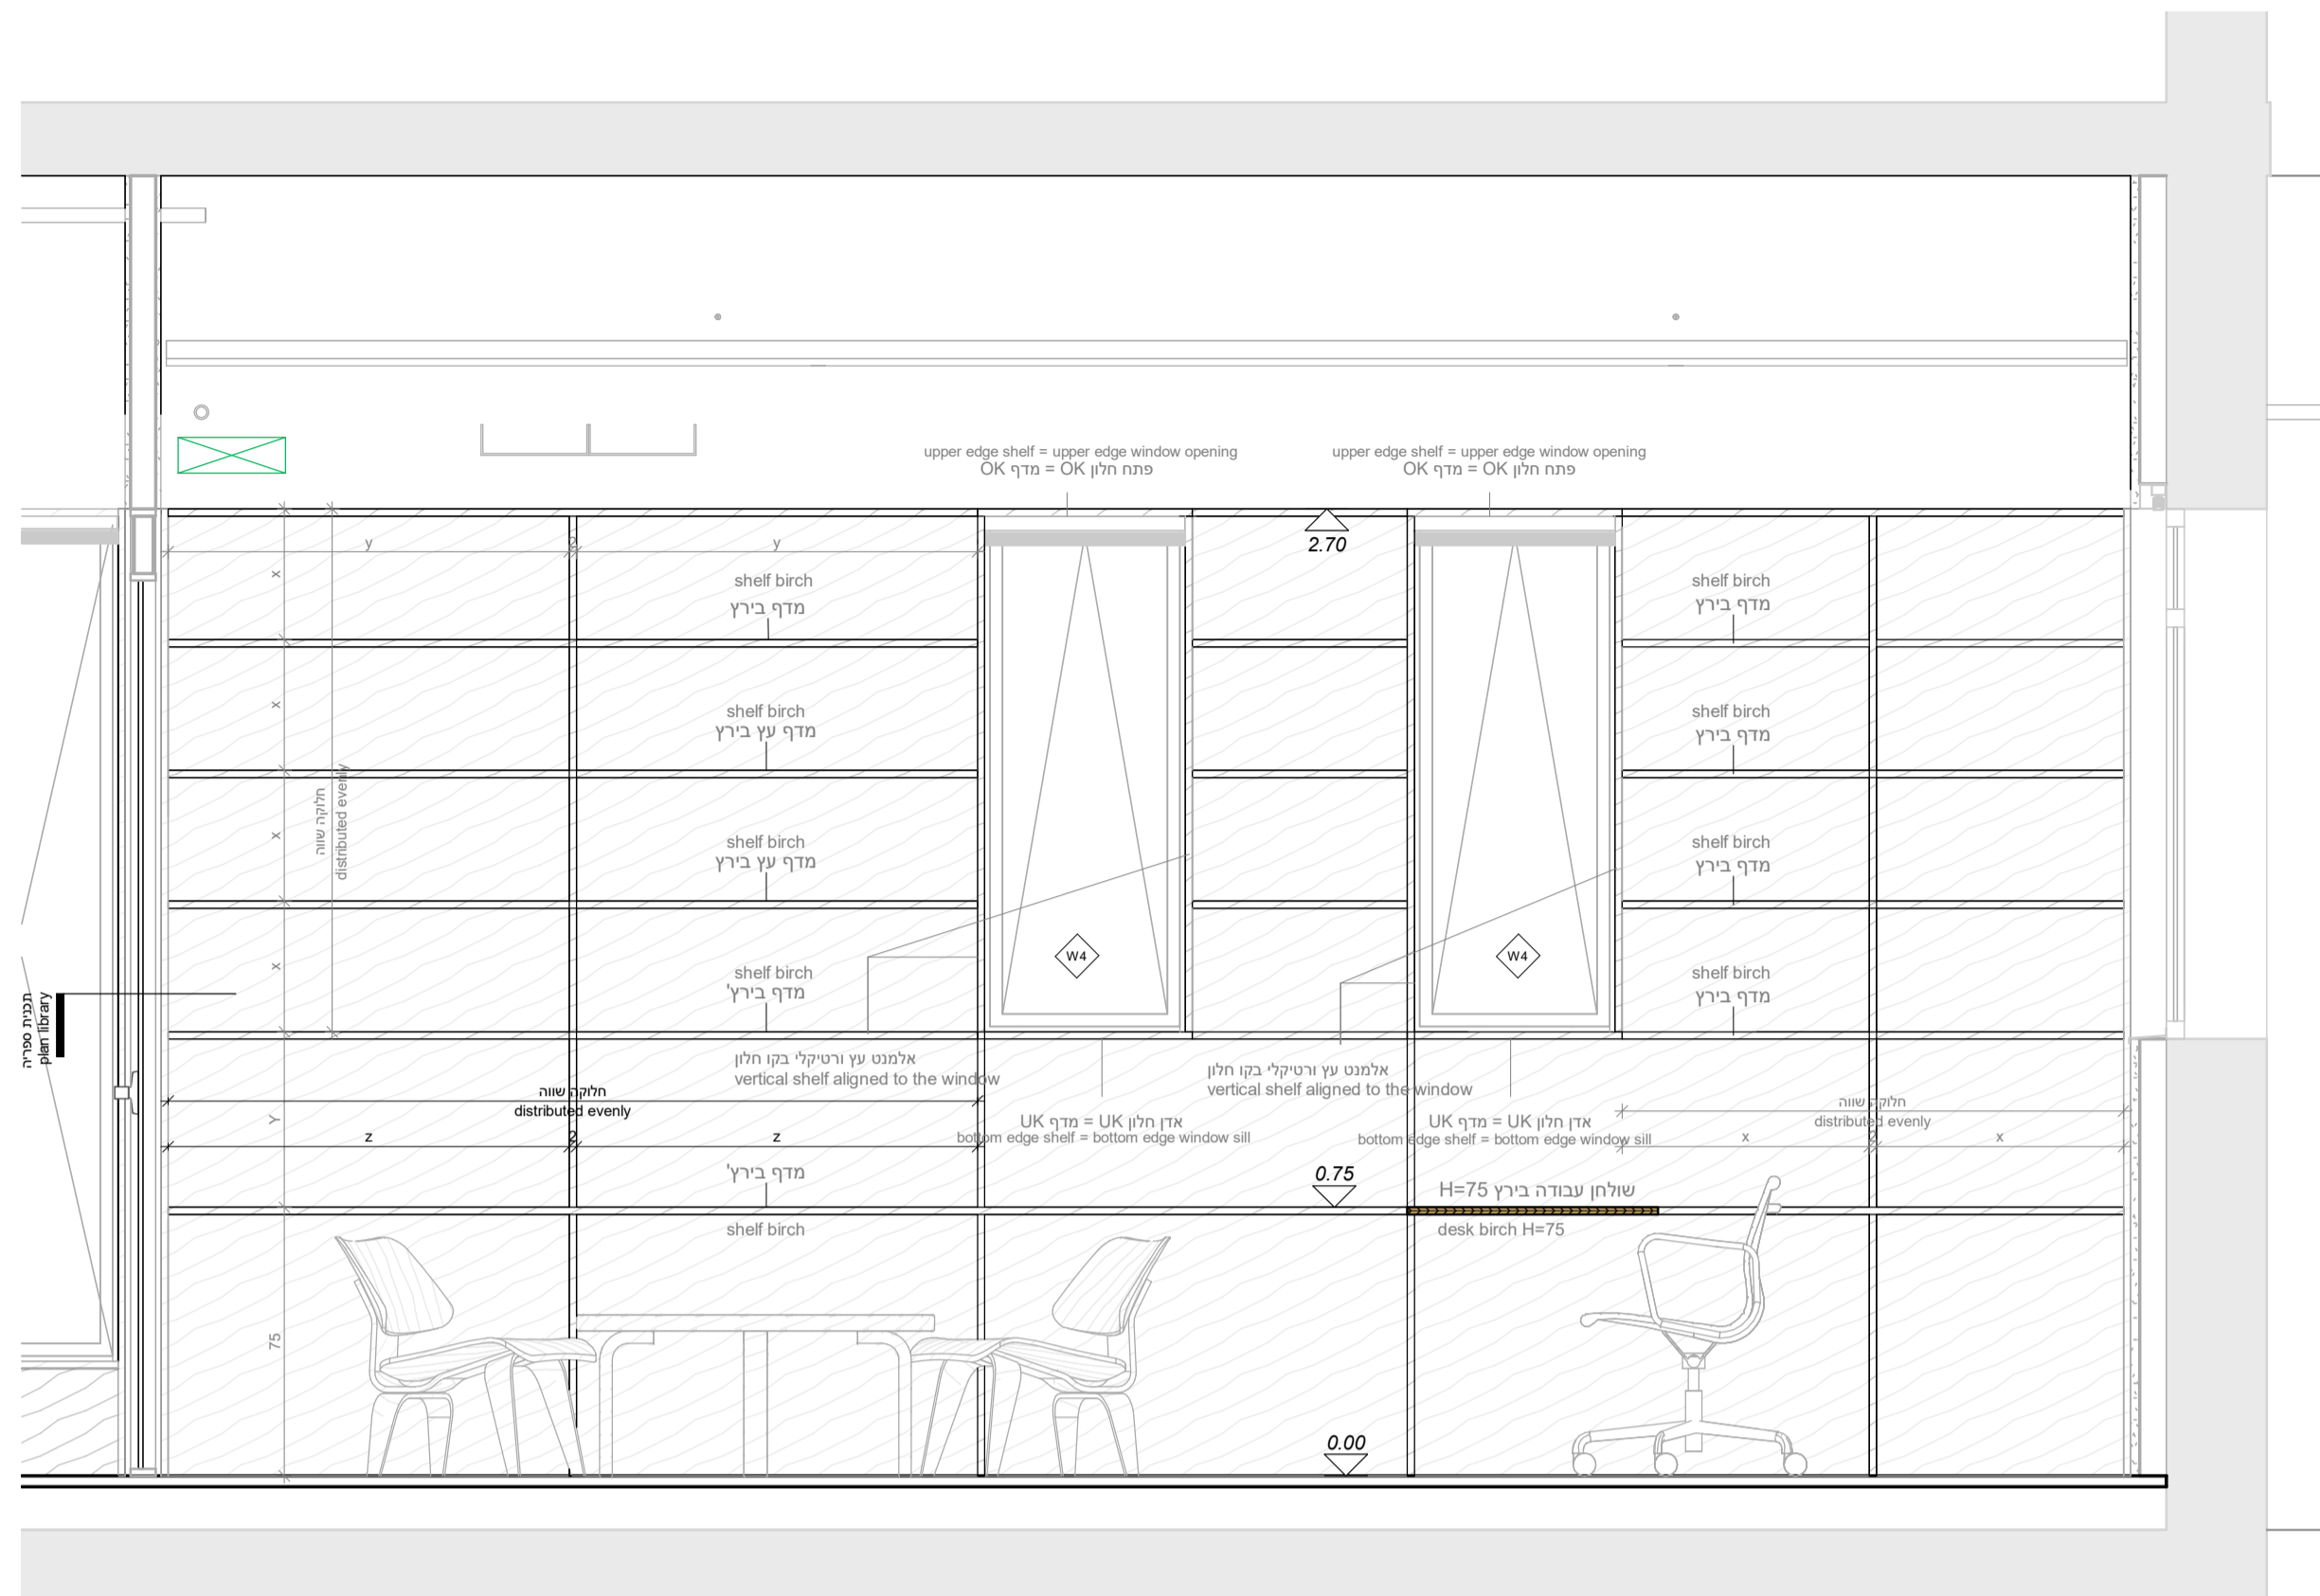 upper edge shelf = upper edge window opening
פתח חלון OK = מדף OK
upper edge shelf = upper edge window opening
פתח חלון OK = מדף OK
2.70
y
2
y
x
shelf birch
מדף בירץ
shelf birch
מדף בירץ
x
shelf birch
מדף עץ בירץ
shelf birch
מדף בירץ
חלוקה שווה
distributed evenly
x
shelf birch
מדף עץ בירץ
shelf birch
מדף בירץ
x
shelf birch
מדף בירץ'
W4
W4
shelf birch
מדף בירץ
תכנית ספריה
plan library
אלמנט עץ ורטיקלי בקו חלון
vertical shelf aligned to the window
אלמנט עץ ורטיקלי בקו חלון
vertical shelf aligned to the window
חלוקה שווה
distributed evenly
חלוקה שווה
distributed evenly
Y
אדן חלון UK = מדף UK
bottom edge shelf = bottom edge window sill
אדן חלון UK = מדף UK
bottom edge shelf = bottom edge window sill
z
2
z
x
2
x
מדף בירץ'
shelf birch
0.75
שולחן עבודה בירץ H=75
desk birch H=75
75
0.00